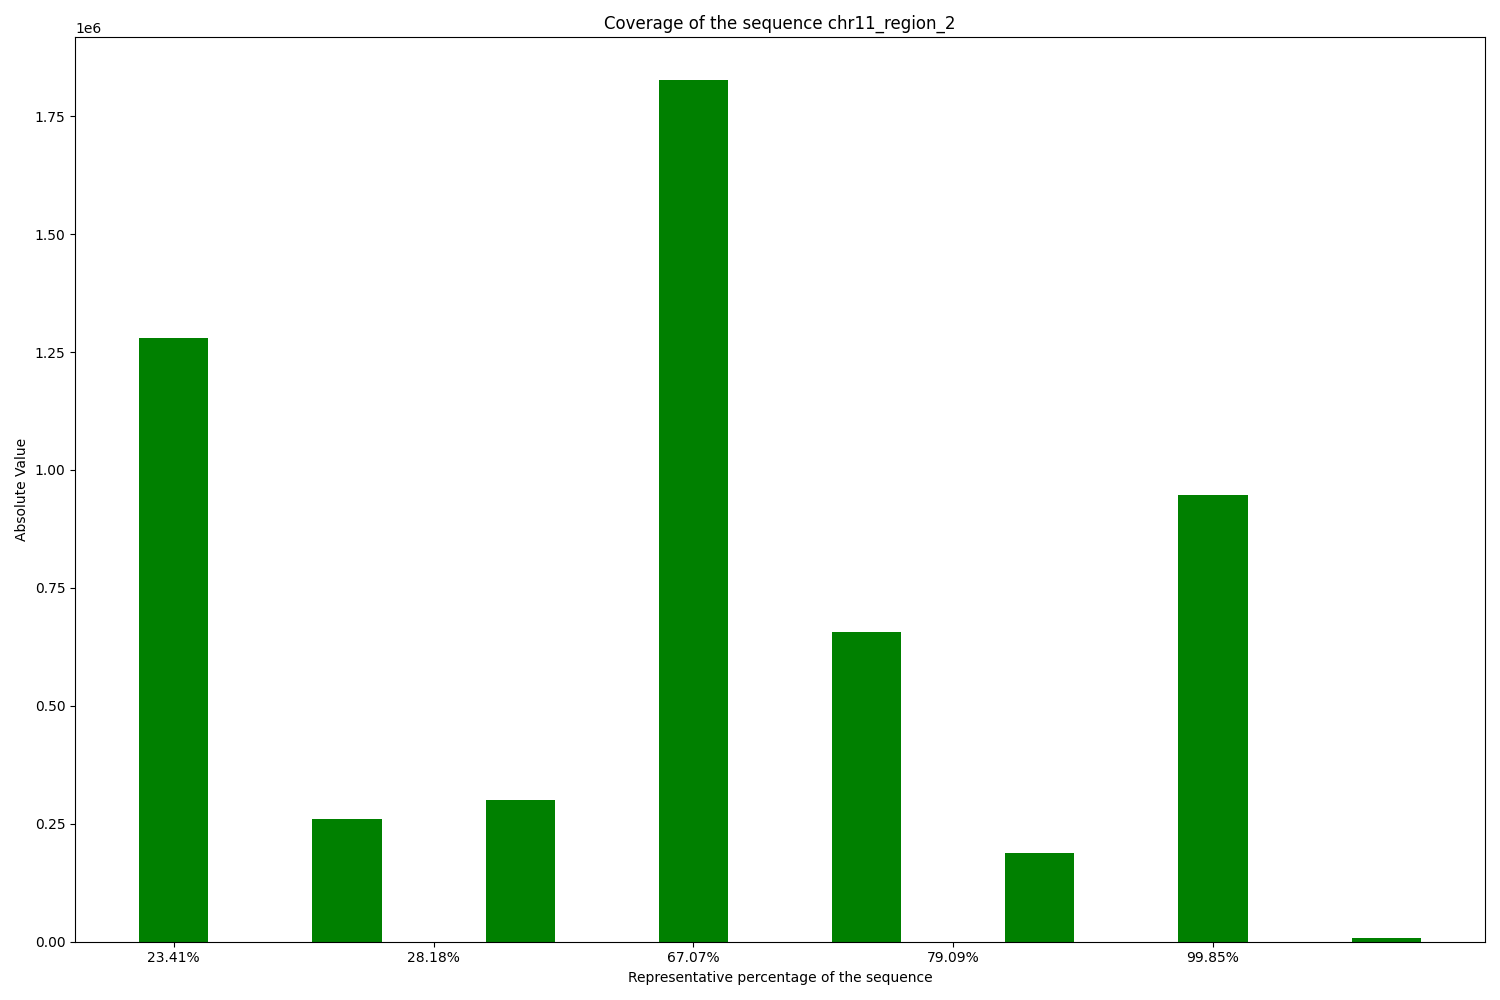 Coverage of the sequence chr11_region_2
1e6
1.75
1.50
1.25
1.00
0.75
0.50
0.25
0.00
Absolute Value
23.41% 28.18% 67.07% 79.09% 99.85%
Representative percentage of the sequence